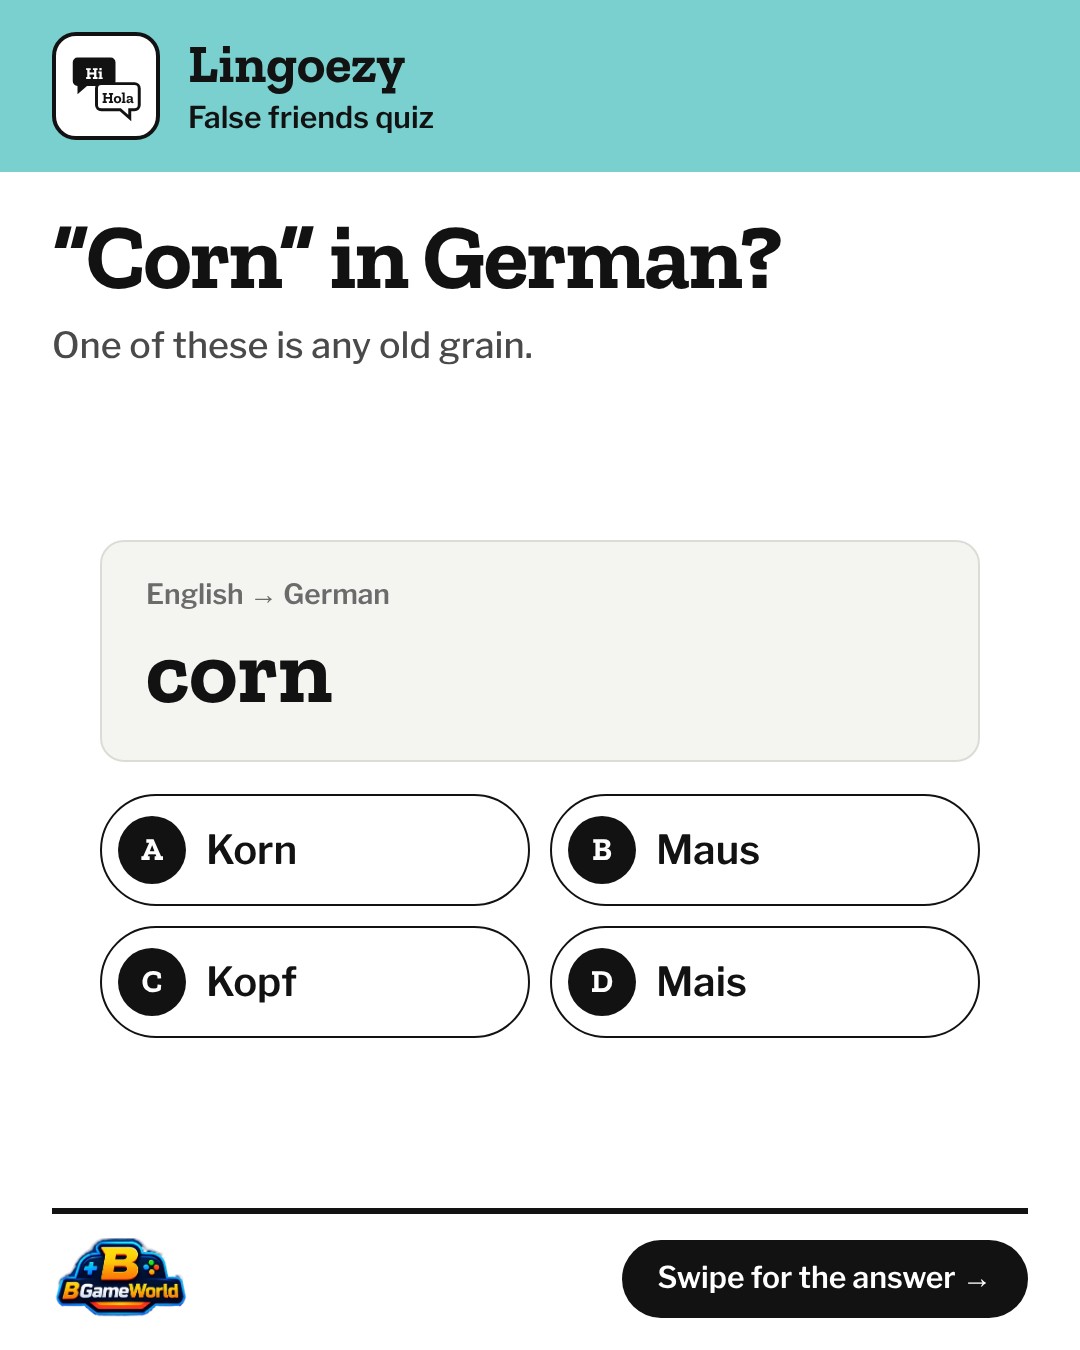 Hi
Hola
Lingoezy
False friends quiz
"Corn" in German?
One of these is any old grain.
English → German
corn
A Korn
B Maus
C Kopf
D Mais
B
BGameWorld
Swipe for the answer →